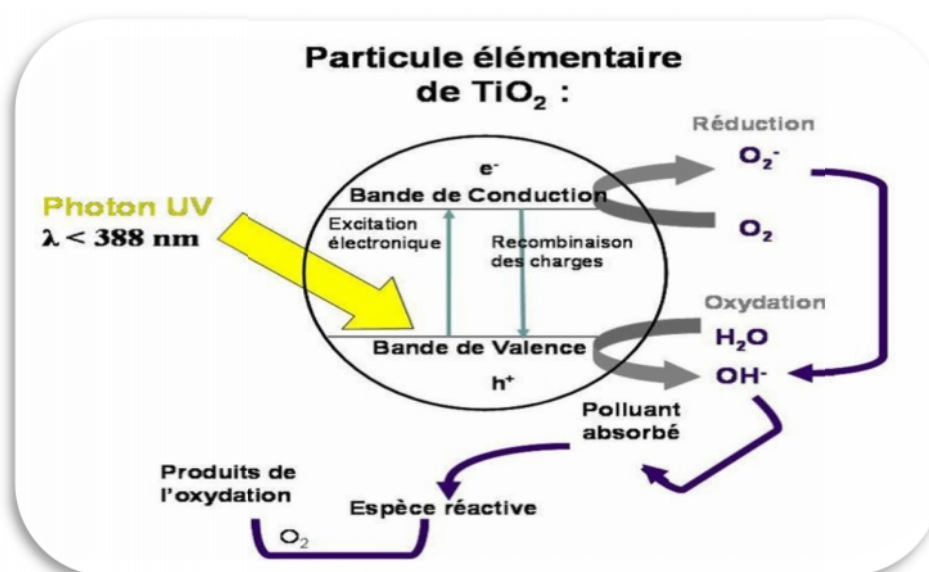 Particule élémentaire
de TiO₂ :
Réduction
O₂⁻
e⁻
Bande de Conduction
Photon UV
λ < 388 nm
Excitation
électronique
Recombinaison
des charges
O₂
Oxydation
H₂O
Bande de Valence
OH⁻
h⁺
Polluant
absorbé
Produits de
l'oxydation
Espèce réactive
O₂